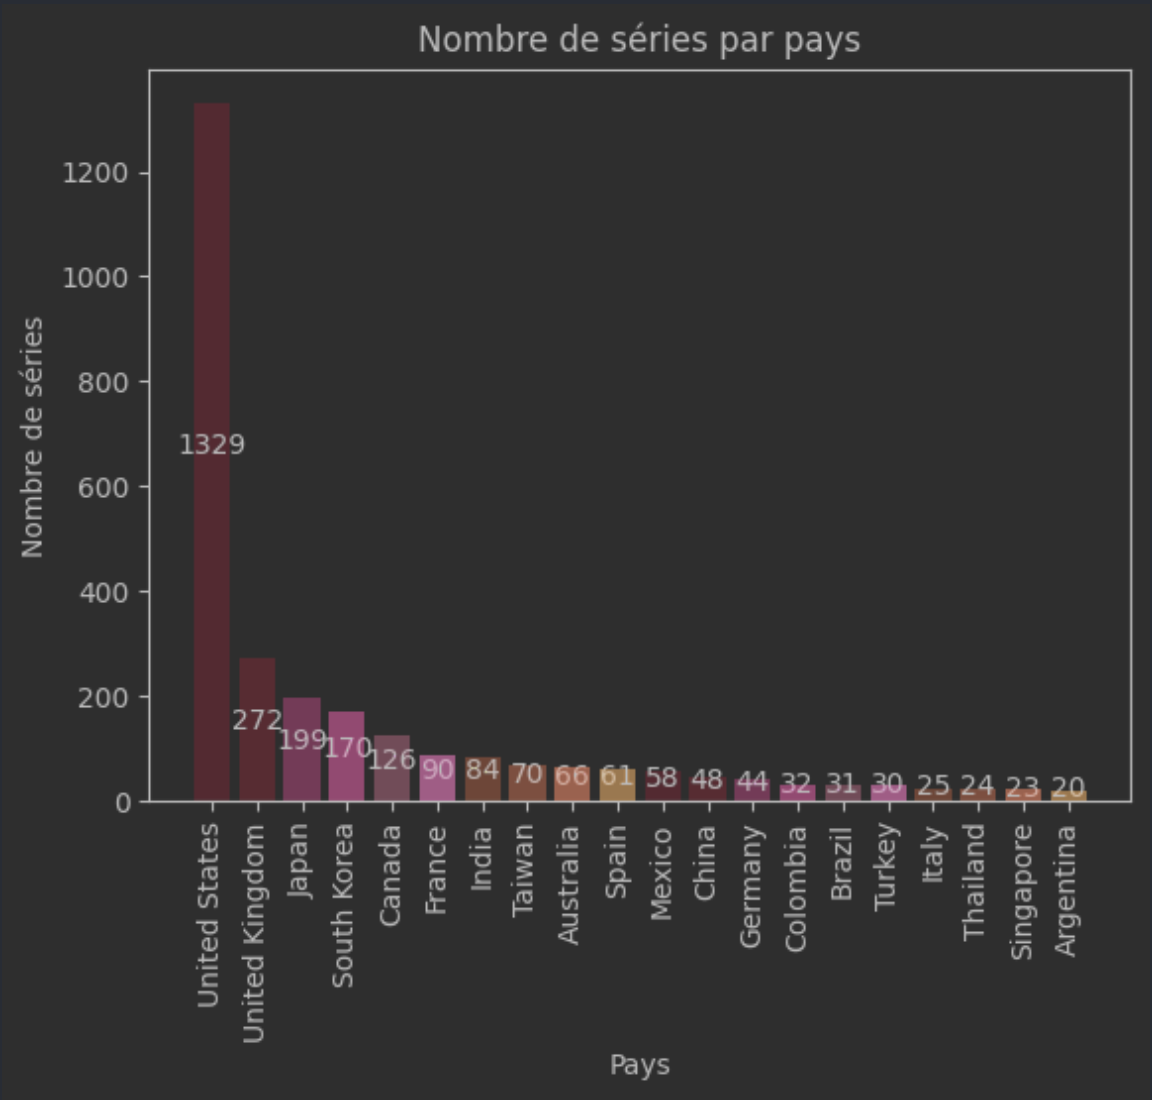 Nombre de séries par pays
Nombre de séries
1200
1000
800
600
400
200
0
1329
272
199
170
126
90
84
70
66
61
58
48
44
32
31
30
25
24
23
20
United States
United Kingdom
Japan
South Korea
Canada
France
India
Taiwan
Australia
Spain
Mexico
China
Germany
Colombia
Brazil
Turkey
Italy
Thailand
Singapore
Argentina
Pays